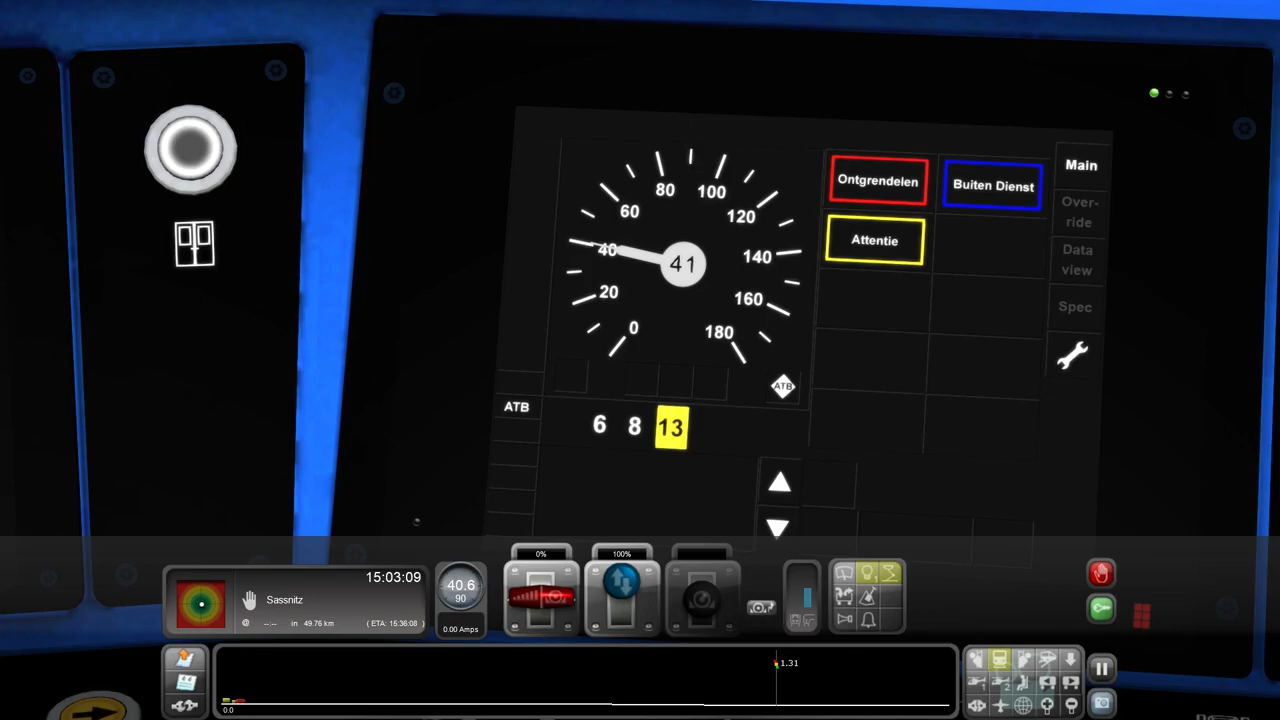 Main
Over-
ride
Data
view
Spec
Ontgrendelen
Buiten Dienst
Attentie
0
20
40
60
80
100
120
140
160
180
41
ATB
ATB
6 8 13
15:03:09
Sassnitz
@ --:-- in 49.76 km ( ETA: 15:36:08 )
40.6
90
0.00 Amps
0%
100%
1.31
0.0
1
2